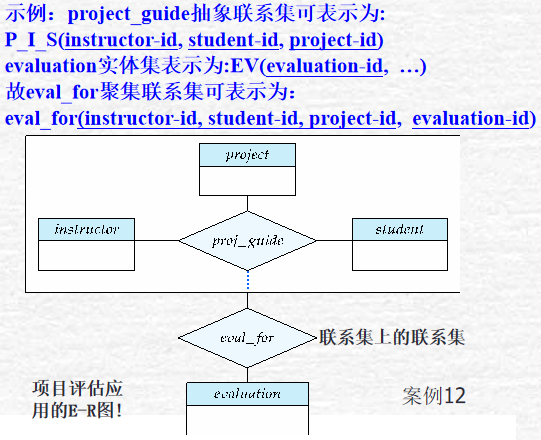 示例：project_guide抽象联系集可表示为:
P_I_S(instructor-id, student-id, project-id)
evaluation实体集表示为:EV(evaluation-id, …)
故eval_for聚集联系集可表示为：
eval_for(instructor-id, student-id, project-id, evaluation-id)
project
instructor
proj_guide
student
eval_for
联系集上的联系集
项目评估应
用的E-R图!
evaluation
案例12